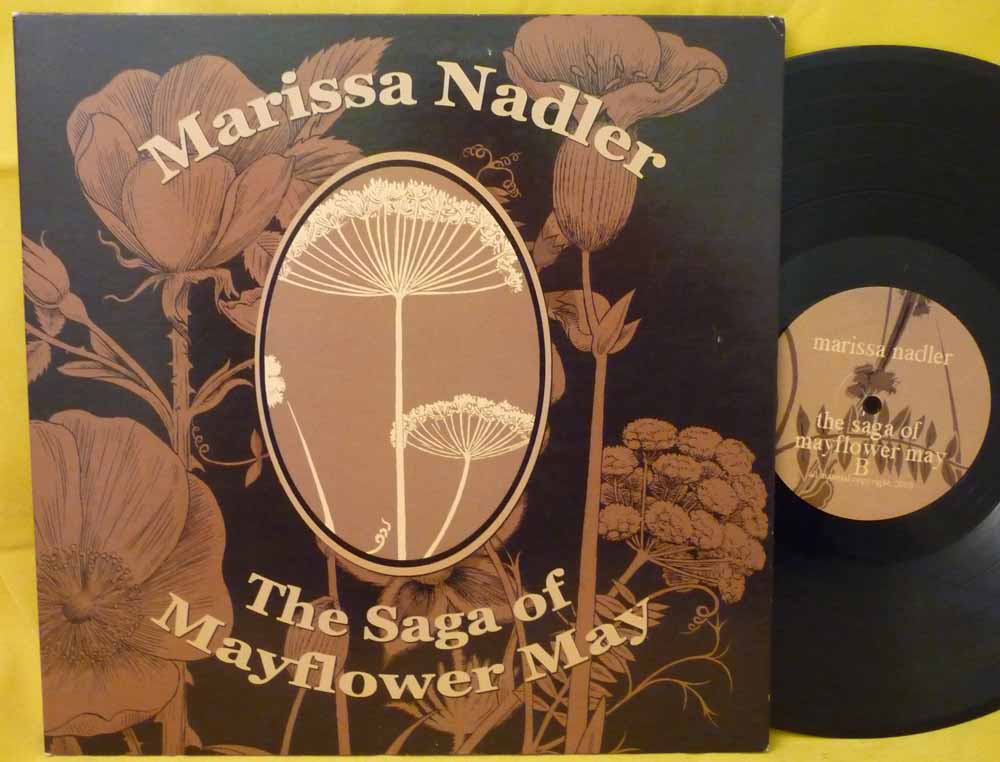 Marissa Nadler
The Saga of
Mayflower May
marissa nadler
the saga of
mayflower may
B